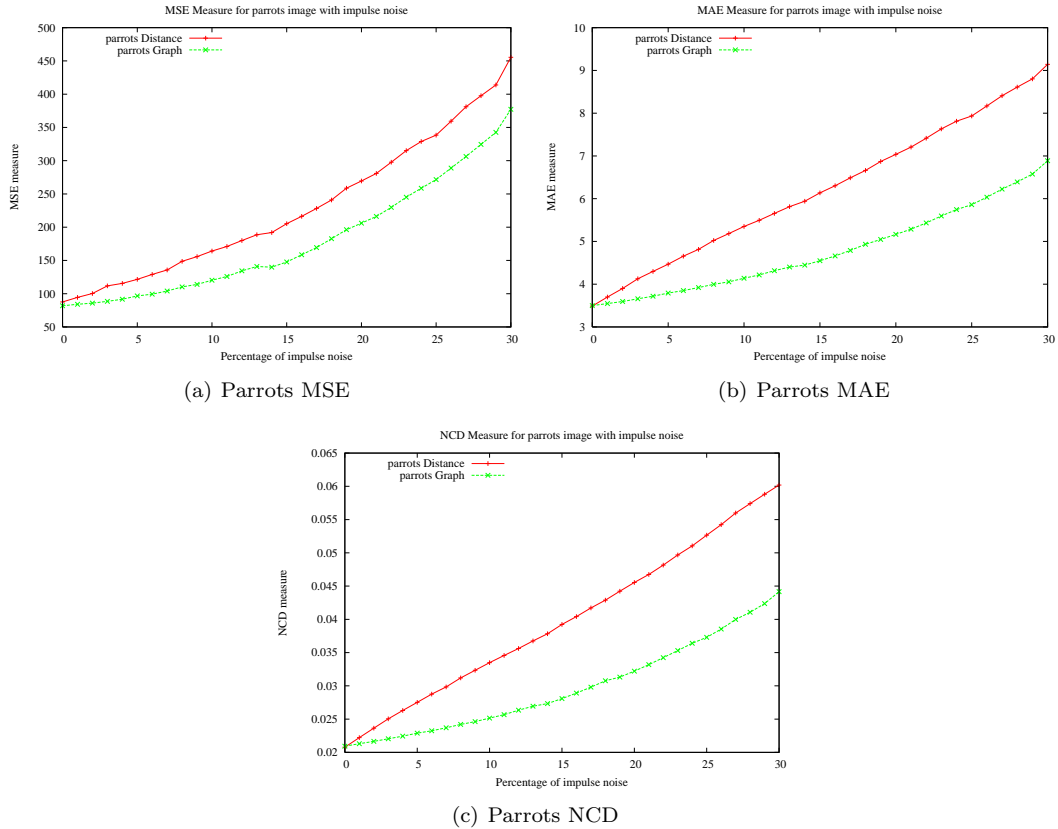 MSE Measure for parrots image with impulse noise
parrots Distance
parrots Graph
500
450
400
350
300
250
200
150
100
50
MSE measure
0 5 10 15 20 25 30
Percentage of impulse noise
(a) Parrots MSE
MAE Measure for parrots image with impulse noise
parrots Distance
parrots Graph
10
9
8
7
6
5
4
3
MAE measure
0 5 10 15 20 25 30
Percentage of impulse noise
(b) Parrots MAE
NCD Measure for parrots image with impulse noise
parrots Distance
parrots Graph
0.065
0.06
0.055
0.05
0.045
0.04
0.035
0.03
0.025
0.02
NCD measure
0 5 10 15 20 25 30
Percentage of impulse noise
(c) Parrots NCD